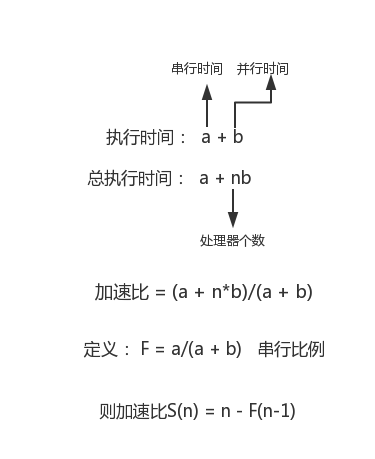 串行时间 并行时间
执行时间： a + b
总执行时间： a + nb
处理器个数
加速比 = (a + n*b)/(a + b)
定义： F = a/(a + b) 串行比例
则加速比S(n) = n - F(n-1)